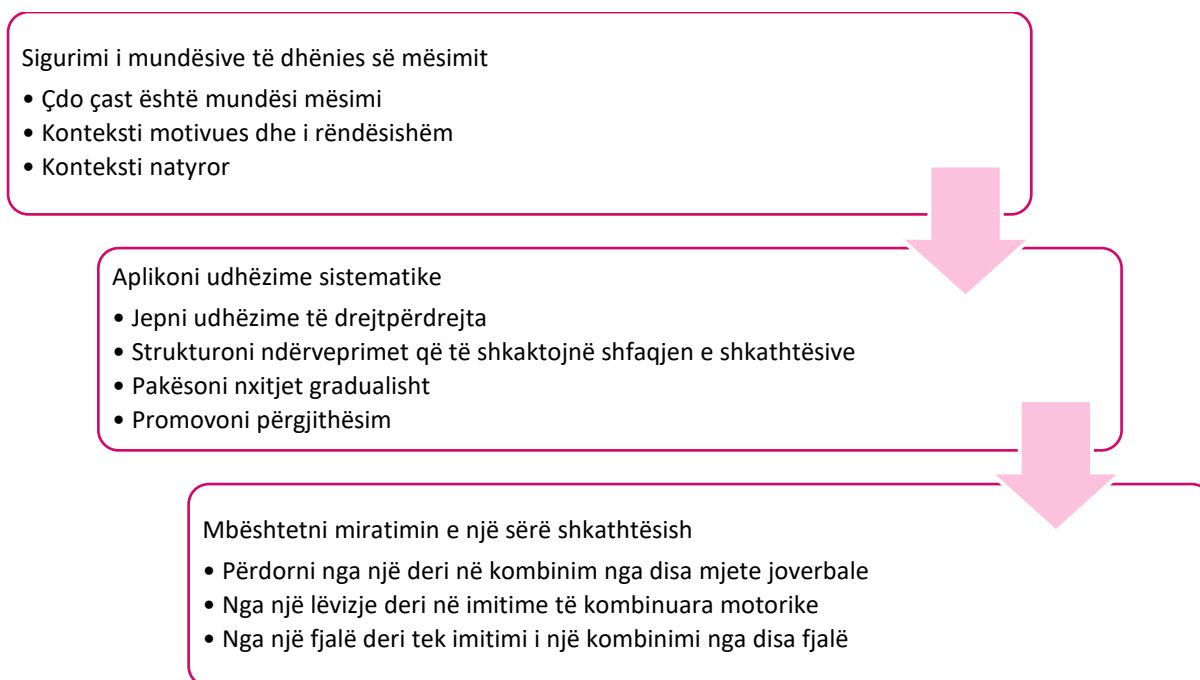 Sigurimi i mundësive të dhënies së mësimit
• Çdo çast është mundësi mësimi
• Konteksti motivues dhe i rëndësishëm
• Konteksti natyror
Aplikoni udhëzime sistematike
• Jepni udhëzime të drejtpërdrejta
• Strukturoni ndërveprimet që të shkaktojnë shfaqjen e shkathtësive
• Pakësoni nxitjet gradualisht
• Promovoni përgjithësim
Mbështetni miratimin e një sërë shkathtësish
• Përdorni nga një deri në kombinim nga disa mjete joverbale
• Nga një lëvizje deri në imitime të kombinuara motorike
• Nga një fjalë deri tek imitimi i një kombinimi nga disa fjalë